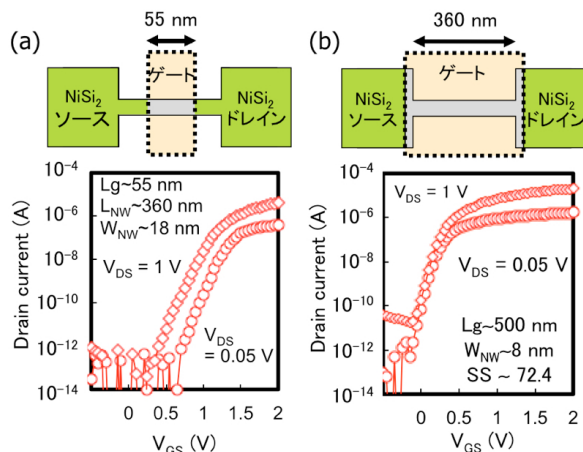 (a)
55 nm
ゲート
NiSi2
ソース
NiSi2
ドレイン
10−4
10−6
10−8
10−10
10−12
10−14
Drain current (A)
Lg~55 nm
LNW~360 nm
WNW~18 nm
VDS = 1 V
VDS
= 0.05 V
0 0.5 1 1.5 2
VGS (V)
(b)
360 nm
ゲート
NiSi2
ソース
NiSi2
ドレイン
10−4
10−6
10−8
10−10
10−12
10−14
Drain current (A)
VDS = 1 V
VDS = 0.05 V
Lg~500 nm
WNW~8 nm
SS ~ 72.4
0 0.5 1 1.5 2
VGS (V)